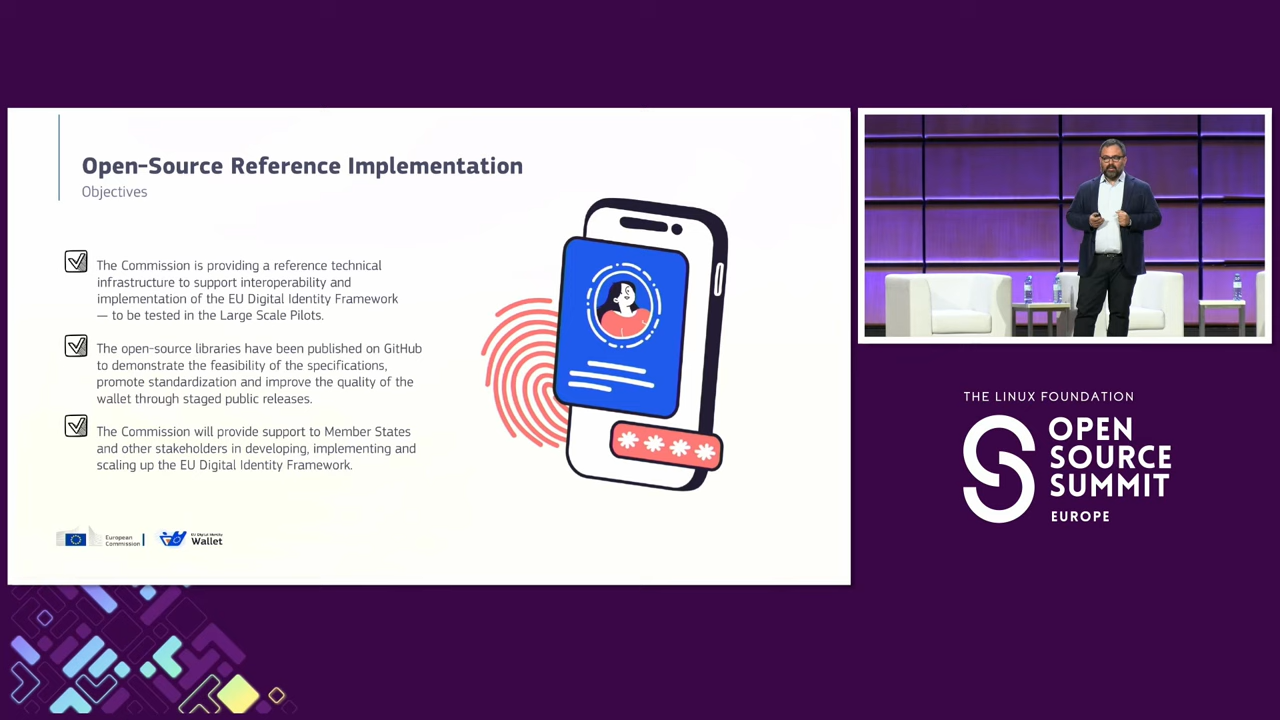 Open-Source Reference Implementation
Objectives
The Commission is providing a reference technical
infrastructure to support interoperability and
implementation of the EU Digital Identity Framework
— to be tested in the Large Scale Pilots.
The open-source libraries have been published on GitHub
to demonstrate the feasibility of the specifications,
promote standardization and improve the quality of the
wallet through staged public releases.
The Commission will provide support to Member States
and other stakeholders in developing, implementing and
scaling up the EU Digital Identity Framework.
European
Commission
EU Digital Identity
Wallet
THE LINUX FOUNDATION
OPEN
SOURCE
SUMMIT
EUROPE